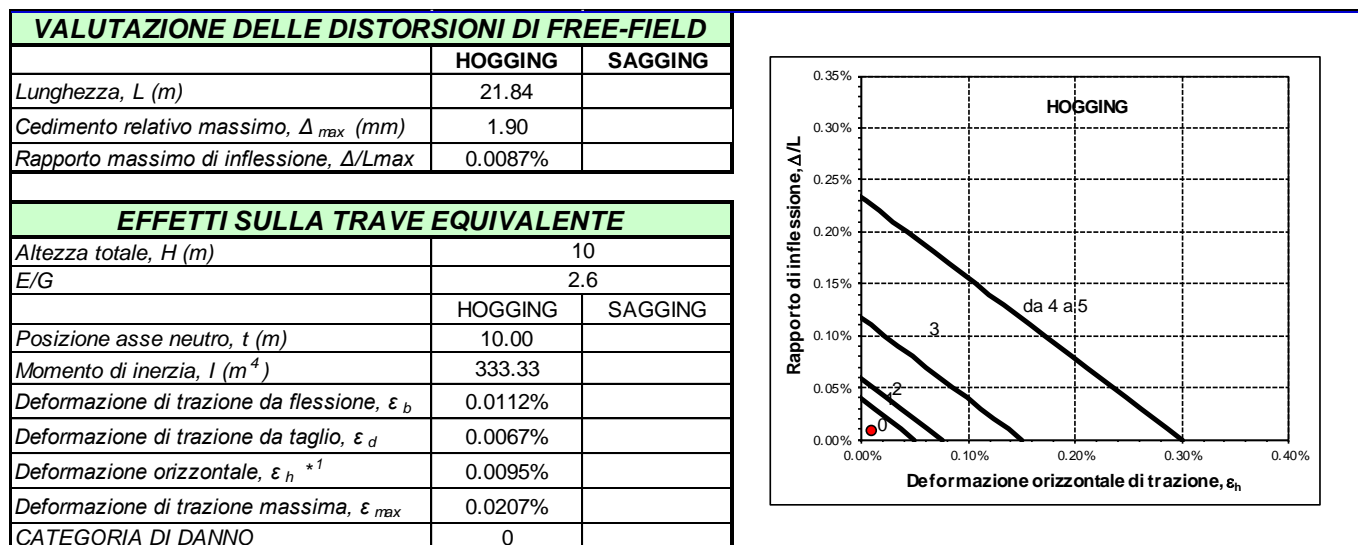 VALUTAZIONE DELLE DISTORSIONI DI FREE-FIELD
HOGGING SAGGING
Lunghezza, L (m) 21.84
Cedimento relativo massimo, Δ max (mm) 1.90
Rapporto massimo di inflessione, Δ/Lmax 0.0087%
EFFETTI SULLA TRAVE EQUIVALENTE
Altezza totale, H (m) 10
E/G 2.6
HOGGING SAGGING
Posizione asse neutro, t (m) 10.00
Momento di inerzia, I (m⁴) 333.33
Deformazione di trazione da flessione, ε b 0.0112%
Deformazione di trazione da taglio, ε d 0.0067%
Deformazione orizzontale, ε h *1 0.0095%
Deformazione di trazione massima, ε max 0.0207%
CATEGORIA DI DANNO 0
HOGGING
Rapporto di inflessione, Δ/L
0.35%
0.30%
0.25%
0.20%
0.15%
0.10%
0.05%
0.00%
da 4 a 5
3
2
1
0
0.00% 0.10% 0.20% 0.30% 0.40%
Deformazione orizzontale di trazione, εh